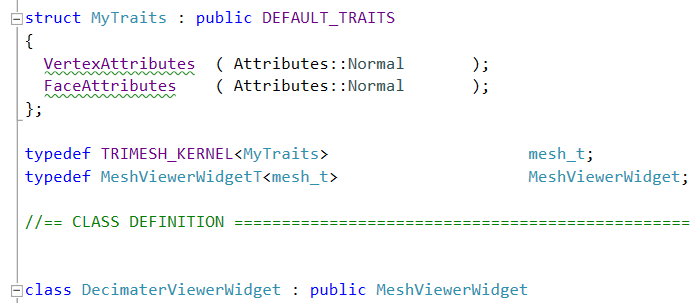 struct MyTraits : public DEFAULT_TRAITS
{
  VertexAttributes  ( Attributes::Normal       );
  FaceAttributes    ( Attributes::Normal       );
};

typedef TRIMESH_KERNEL<MyTraits>                     mesh_t;
typedef MeshViewerWidgetT<mesh_t>                    MeshViewerWidget;

//== CLASS DEFINITION ================================================

class DecimaterViewerWidget : public MeshViewerWidget